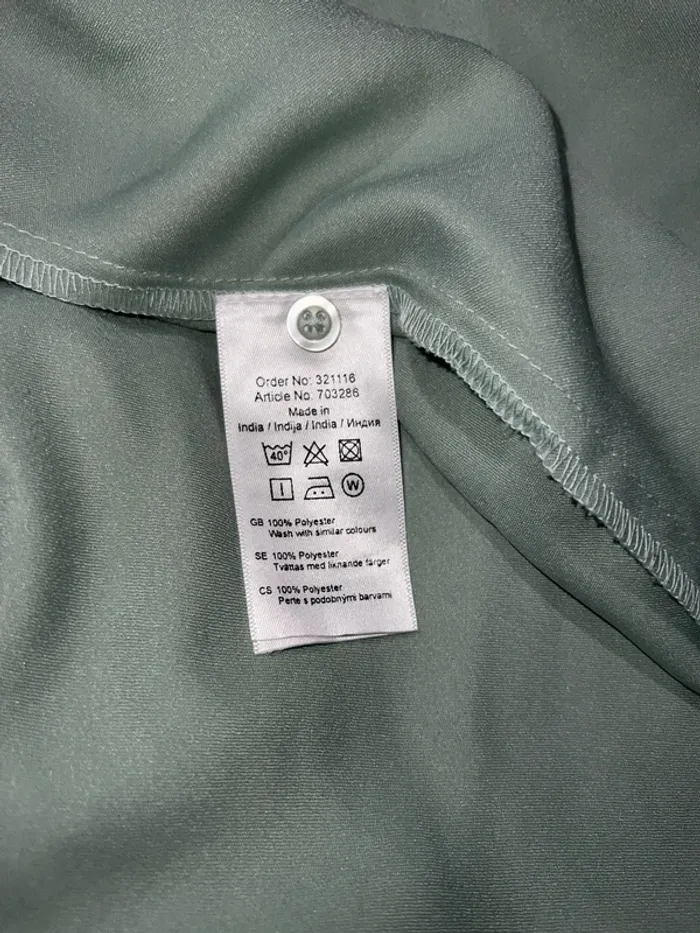 Order No: 321116
Article No. 703286
Made in
India / Indija / India / Индия
40°
W
GB 100% Polyester
Wash with similar colours
SE 100% Polyester
Tvättas med liknande färger
CS 100% Polyester
Perte s podobnými barvami